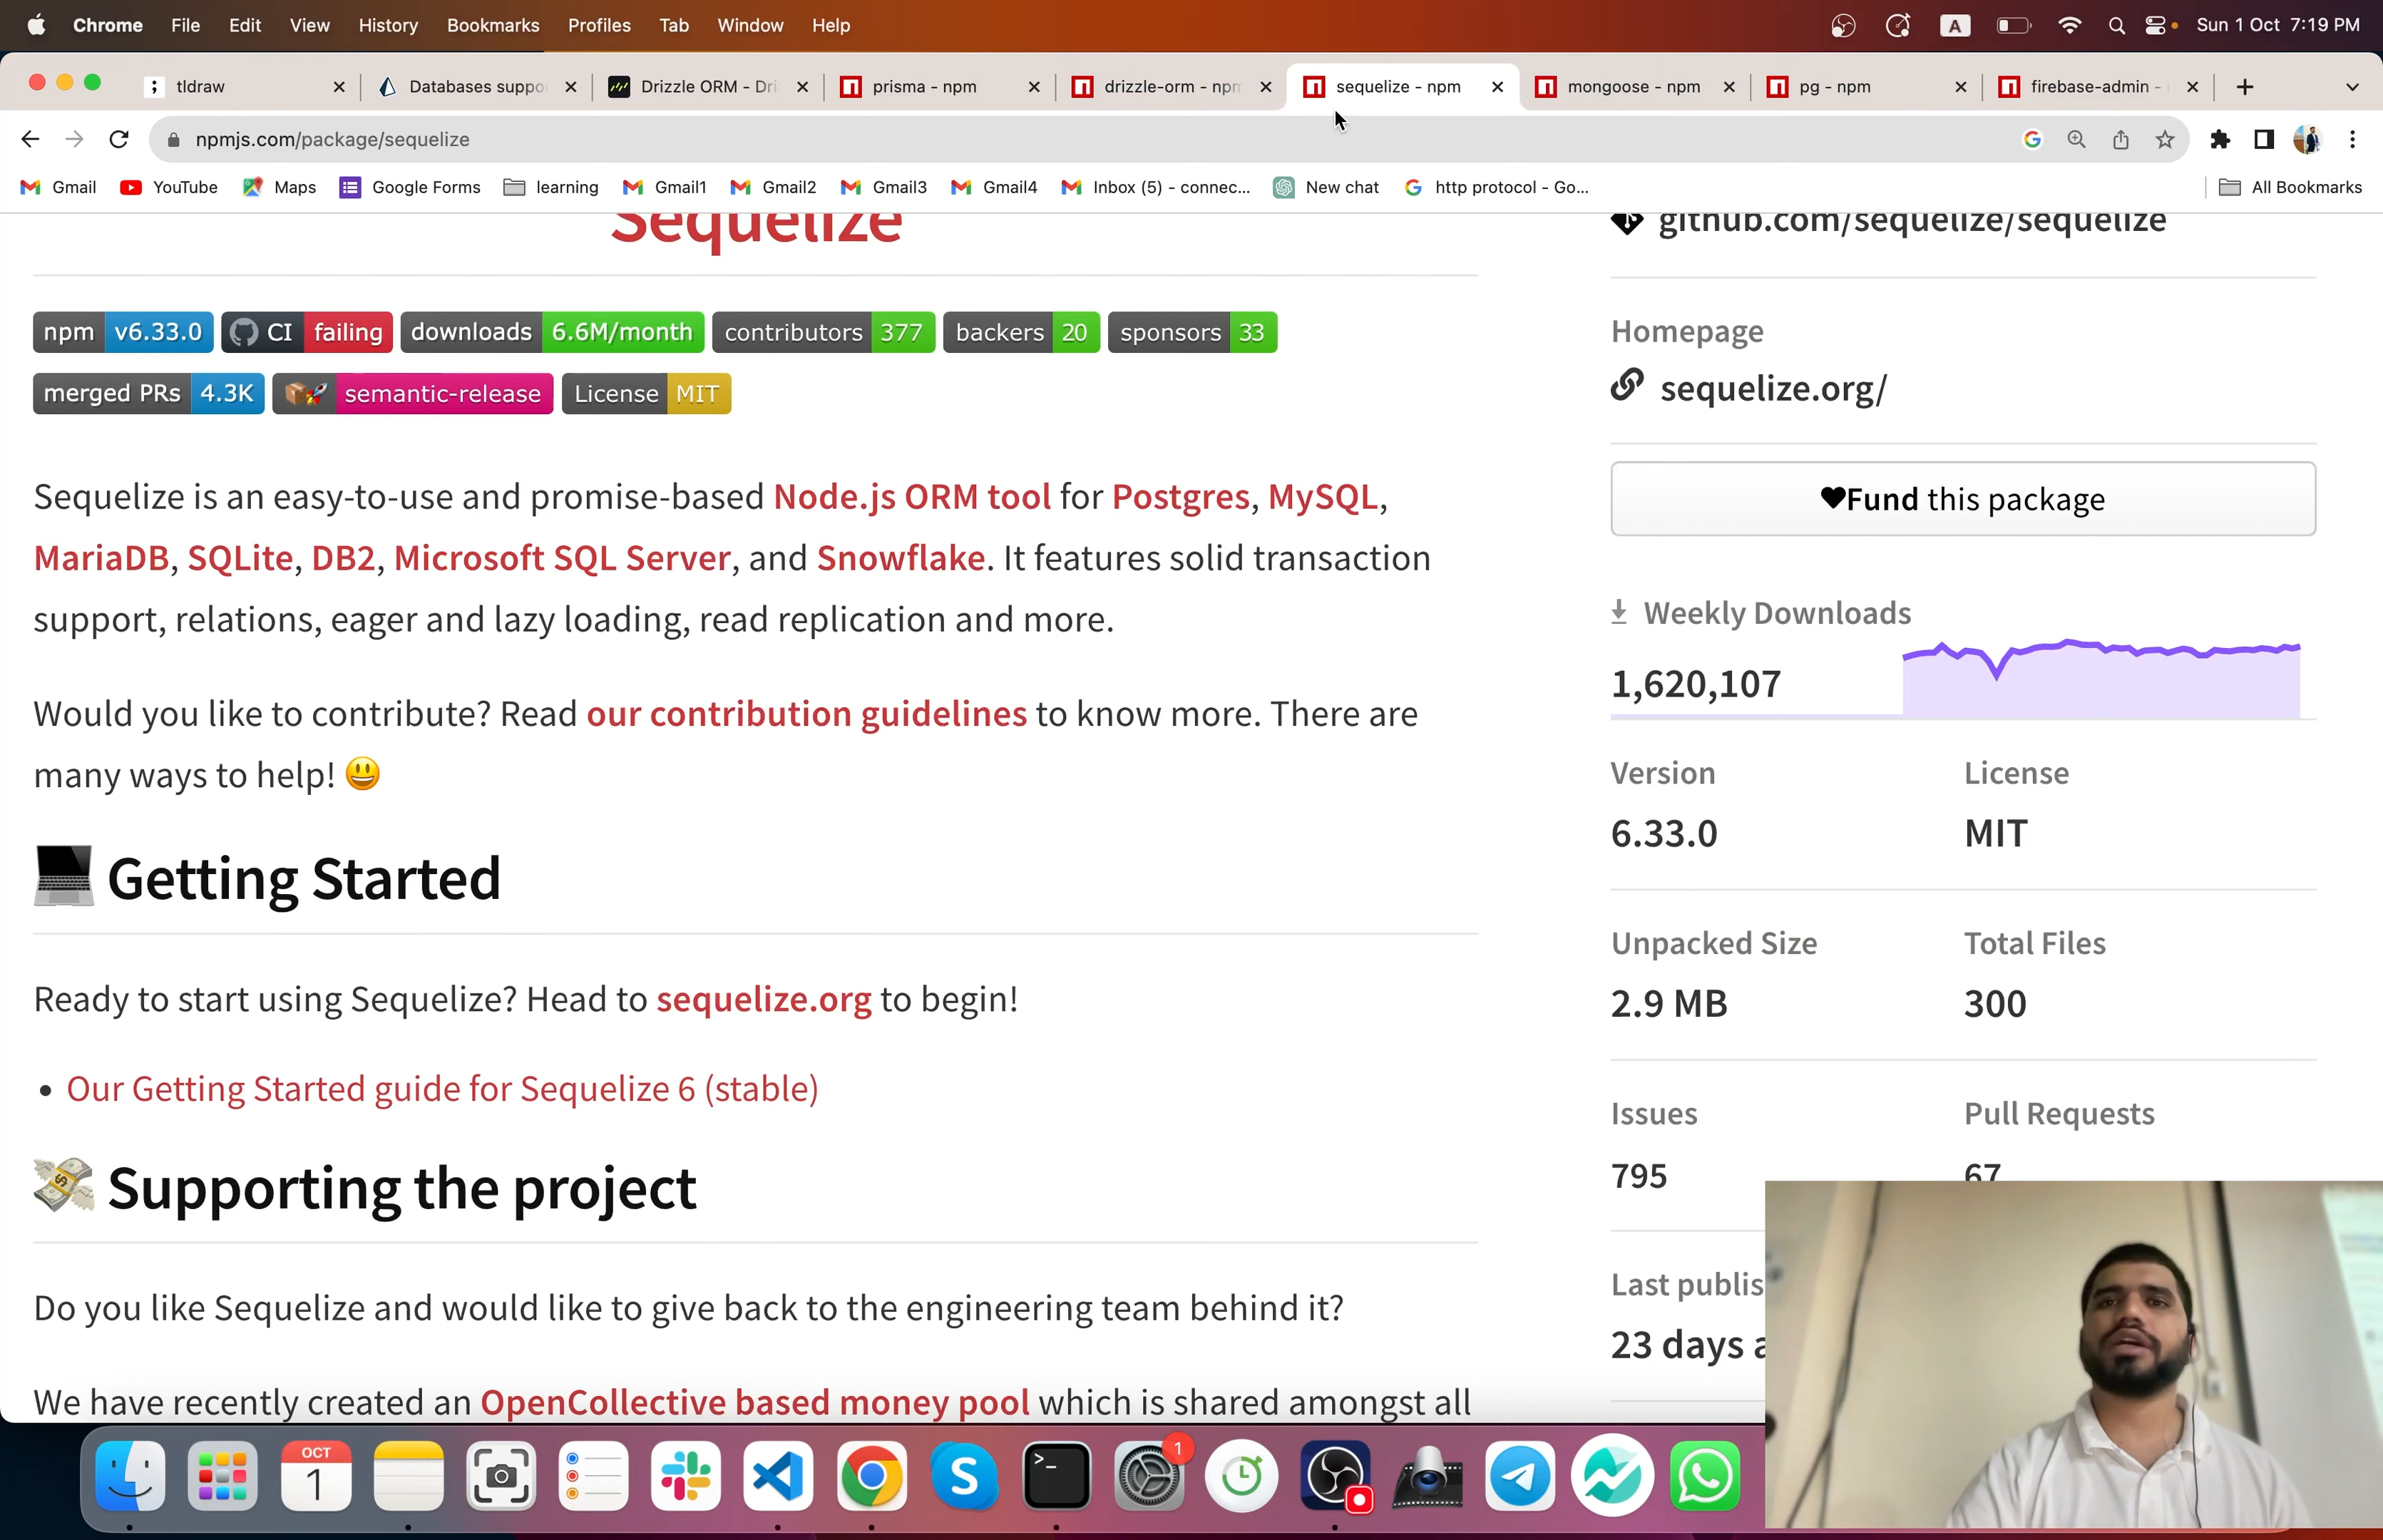 Chrome File Edit View History Bookmarks Profiles Tab Window Help A Sun 1 Oct 7:19 PM
tldraw Databases suppo Drizzle ORM - Dri prisma - npm drizzle-orm - npm sequelize - npm mongoose - npm pg - npm firebase-admin -
npmjs.com/package/sequelize
Gmail YouTube Maps Google Forms learning Gmail1 Gmail2 Gmail3 Gmail4 Inbox (5) - connec... New chat http protocol - Go... All Bookmarks
Sequelize
npm v6.33.0 CI failing downloads 6.6M/month contributors 377 backers 20 sponsors 33
merged PRs 4.3K semantic-release License MIT
Sequelize is an easy-to-use and promise-based Node.js ORM tool for Postgres, MySQL,
MariaDB, SQLite, DB2, Microsoft SQL Server, and Snowflake. It features solid transaction
support, relations, eager and lazy loading, read replication and more.
Would you like to contribute? Read our contribution guidelines to know more. There are
many ways to help! 😃
💻 Getting Started
Ready to start using Sequelize? Head to sequelize.org to begin!
• Our Getting Started guide for Sequelize 6 (stable)
💸 Supporting the project
Do you like Sequelize and would like to give back to the engineering team behind it?
We have recently created an OpenCollective based money pool which is shared amongst all
github.com/sequelize/sequelize
Homepage
sequelize.org/
Fund this package
Weekly Downloads
1,620,107
Version License
6.33.0 MIT
Unpacked Size Total Files
2.9 MB 300
Issues Pull Requests
795 67
Last publis
23 days a
OCT
1
S
>_
1